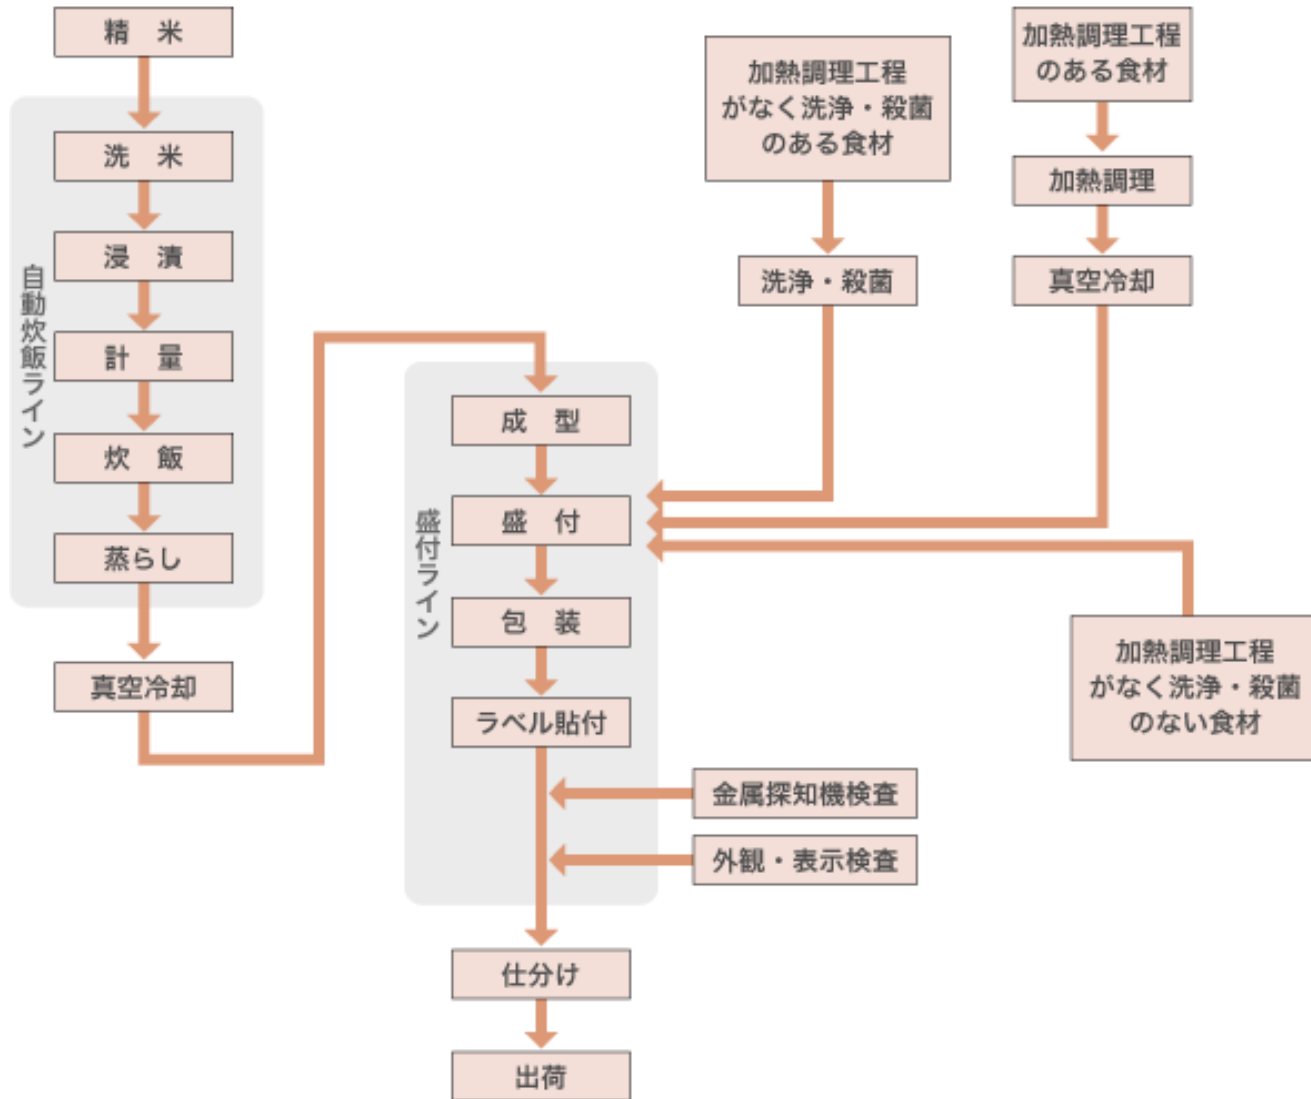 精 米
洗 米
浸 漬
計 量
炊 飯
蒸らし
自動炊飯ライン
真空冷却
成 型
盛 付
包 装
ラベル貼付
盛付ライン
加熱調理工程
がなく洗浄・殺菌
のある食材
洗浄・殺菌
加熱調理工程
のある食材
加熱調理
真空冷却
加熱調理工程
がなく洗浄・殺菌
のない食材
金属探知機検査
外観・表示検査
仕分け
出荷